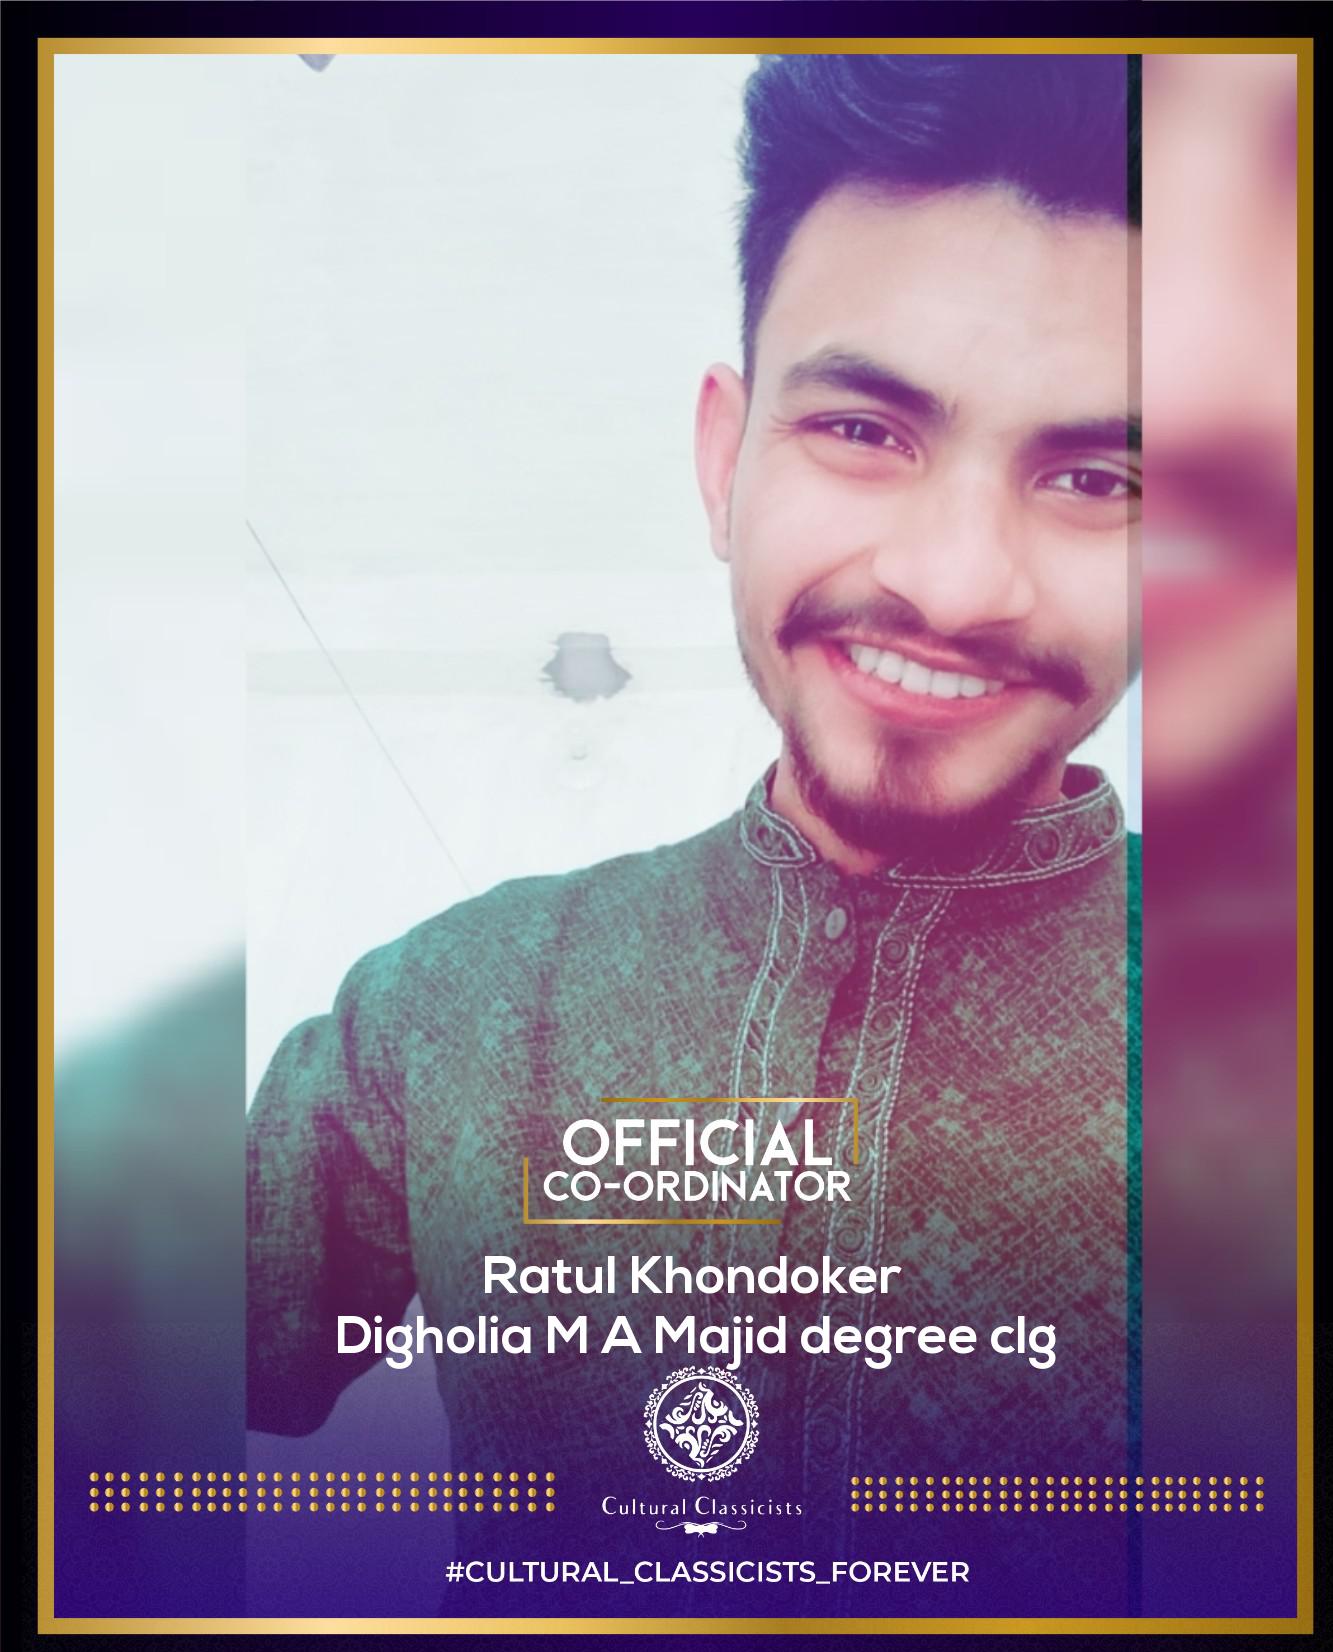 OFFICIAL
CO-ORDINATOR
Ratul Khondoker
Digholia M A Majid degree clg
Cultural Classicists
#CULTURAL_CLASSICISTS_FOREVER